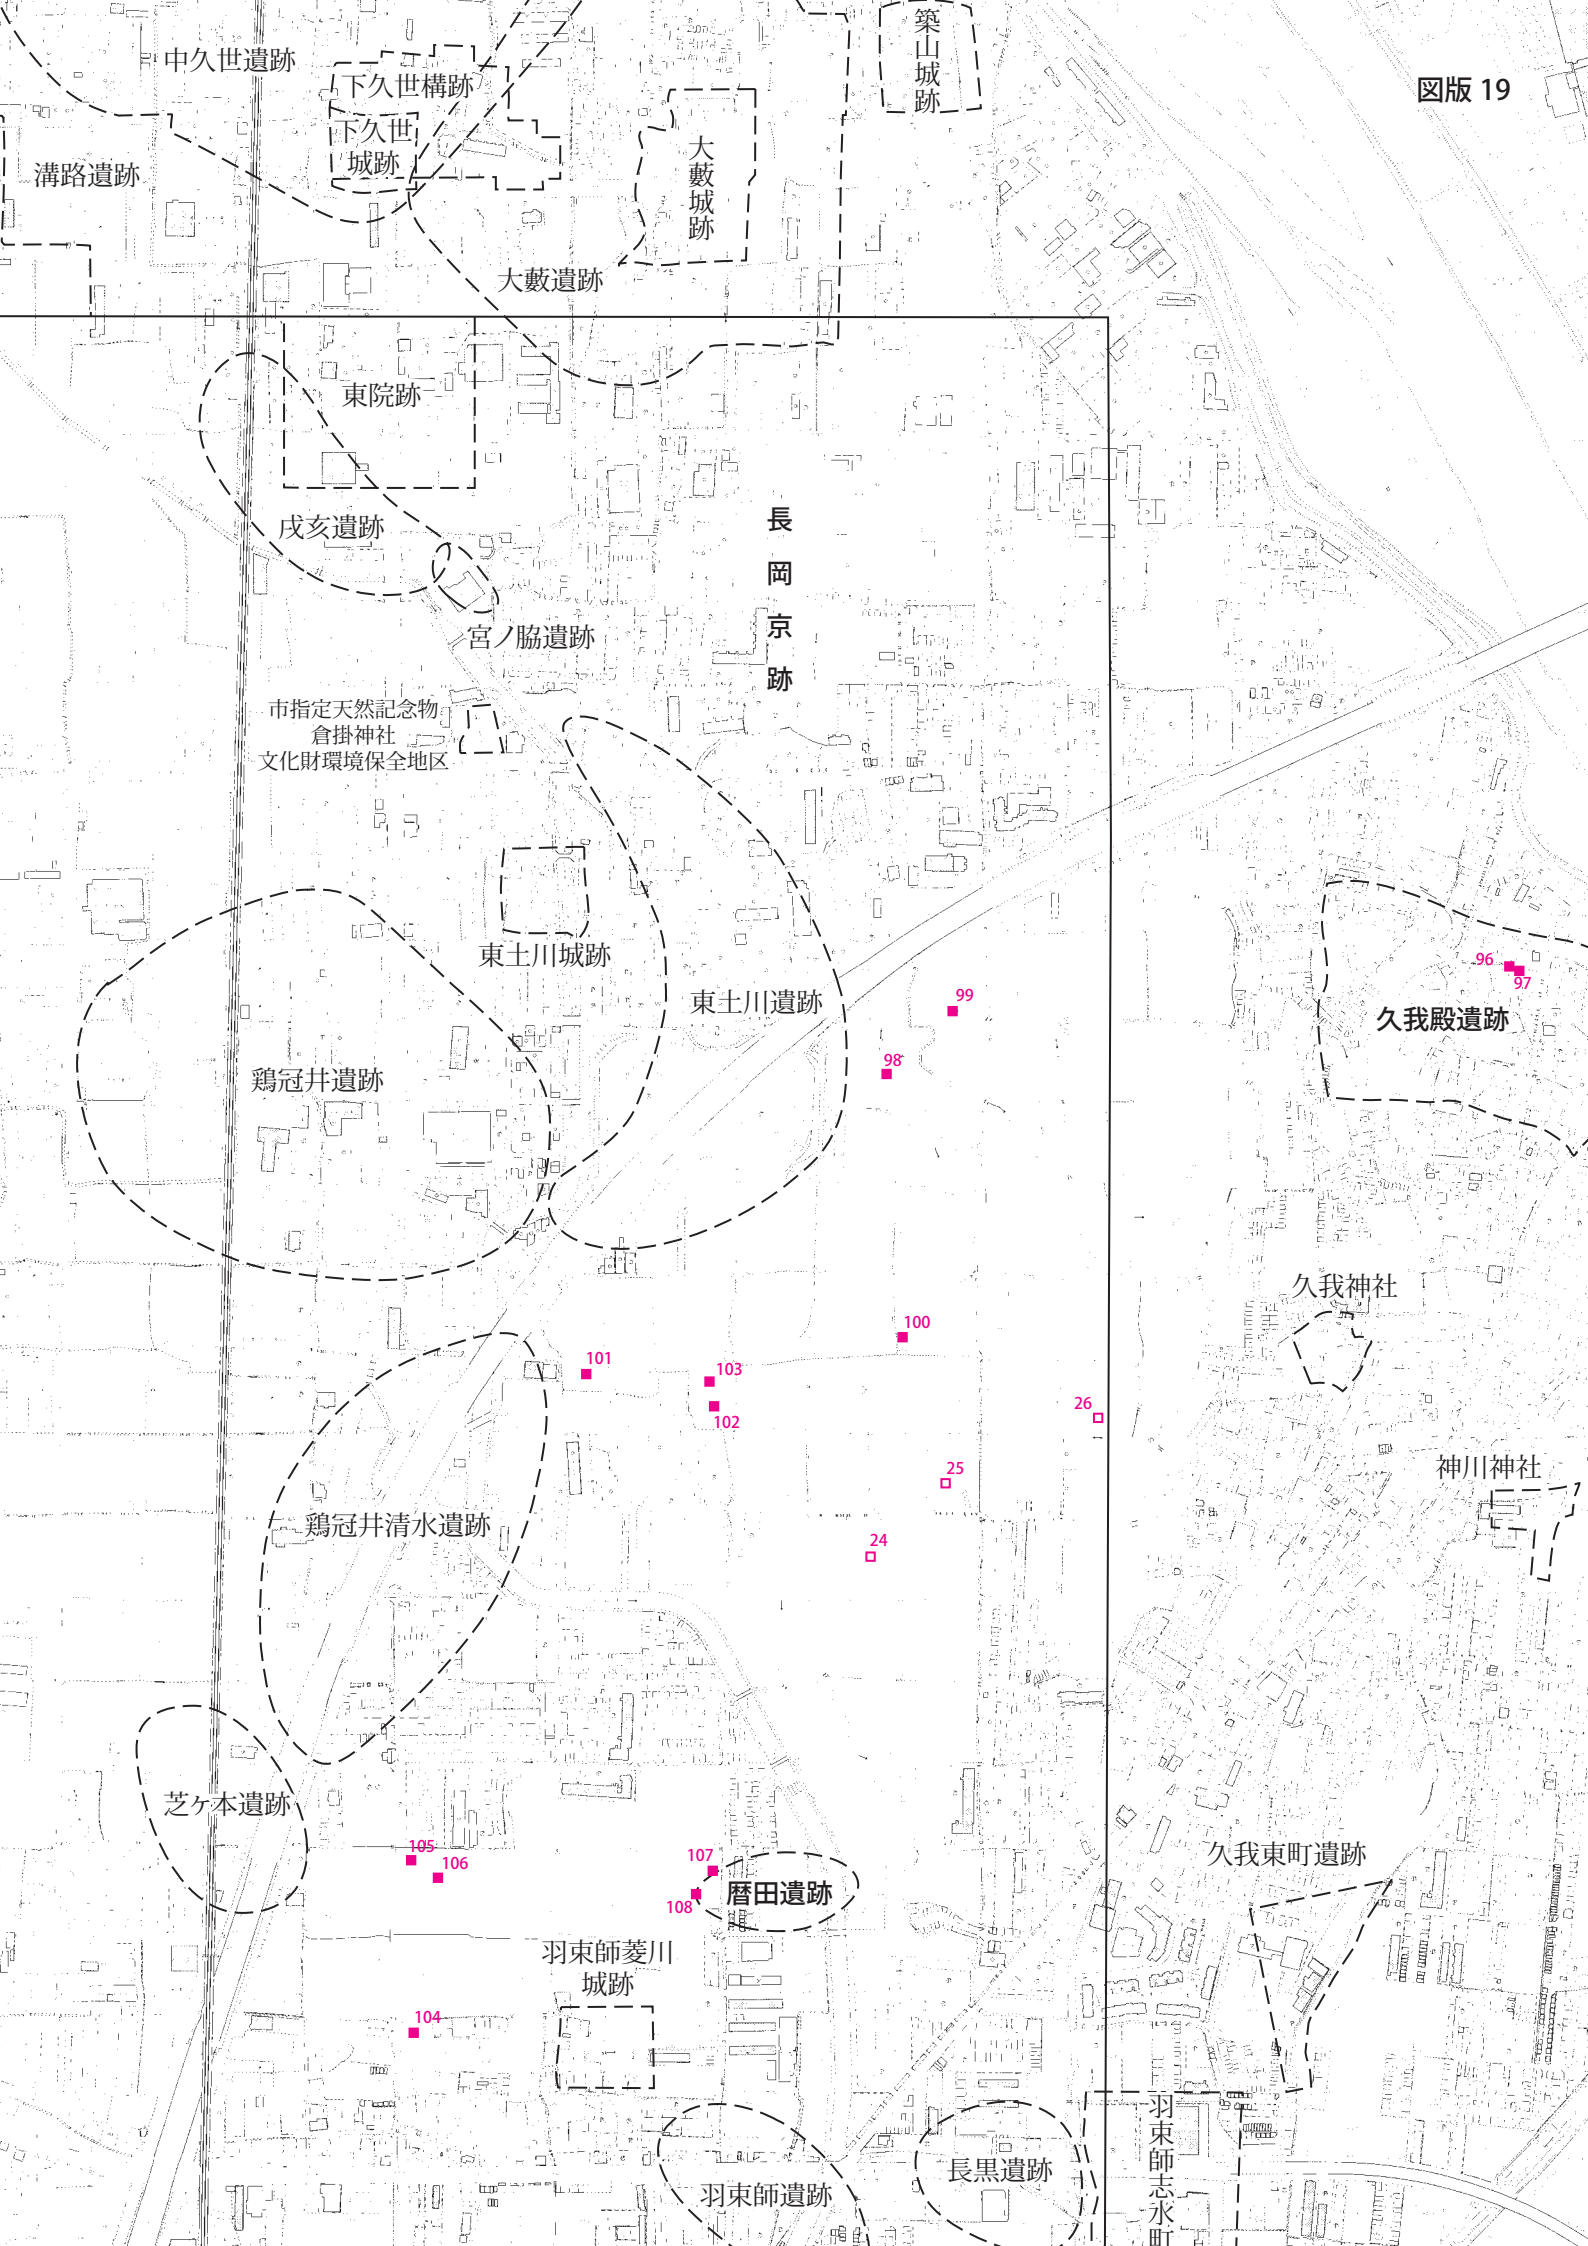 図版 19
中久世遺跡
下久世構跡
下久世
城跡
溝路遺跡
築山城跡
大藪城跡
大藪遺跡
東院跡
戌亥遺跡
長岡京跡
宮ノ脇遺跡
市指定天然記念物
倉掛神社
文化財環境保全地区
東土川城跡
東土川遺跡
96
97
久我殿遺跡
99
98
鶏冠井遺跡
久我神社
100
101
103
102
26
25
神川神社
24
鶏冠井清水遺跡
芝ヶ本遺跡
105
106
107
108
暦田遺跡
久我東町遺跡
羽束師菱川
城跡
104
羽束師志水町
長黒遺跡
羽束師遺跡